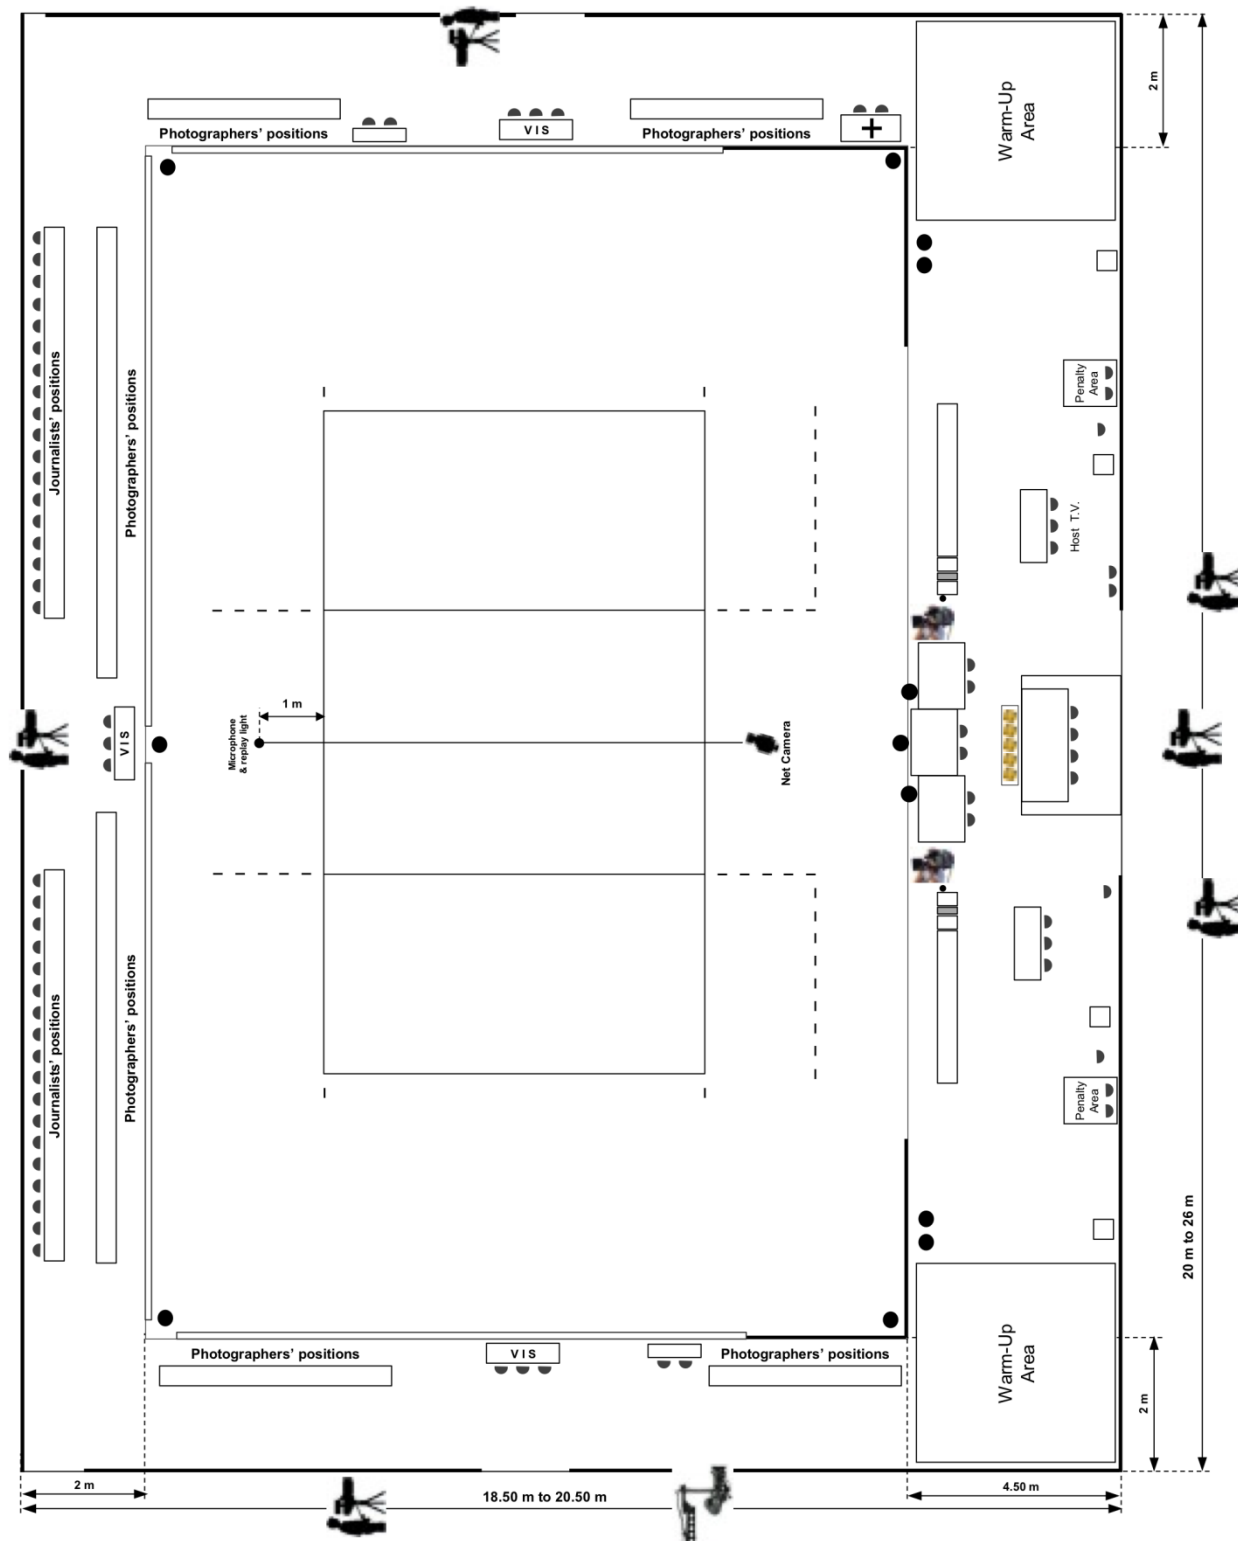 2 m
Warm-Up
Area
VIS
Photographers' positions
Photographers' positions
+
Journalists' positions
Photographers' positions
Penalty
Area
Host T.V.
1 m
Microphone
& replay light
Net Camera
VIS
Journalists' positions
Photographers' positions
Penalty
Area
20 m to 26 m
Warm-Up
Area
Photographers' positions
VIS
Photographers' positions
2 m
2 m
18.50 m to 20.50 m
4.50 m